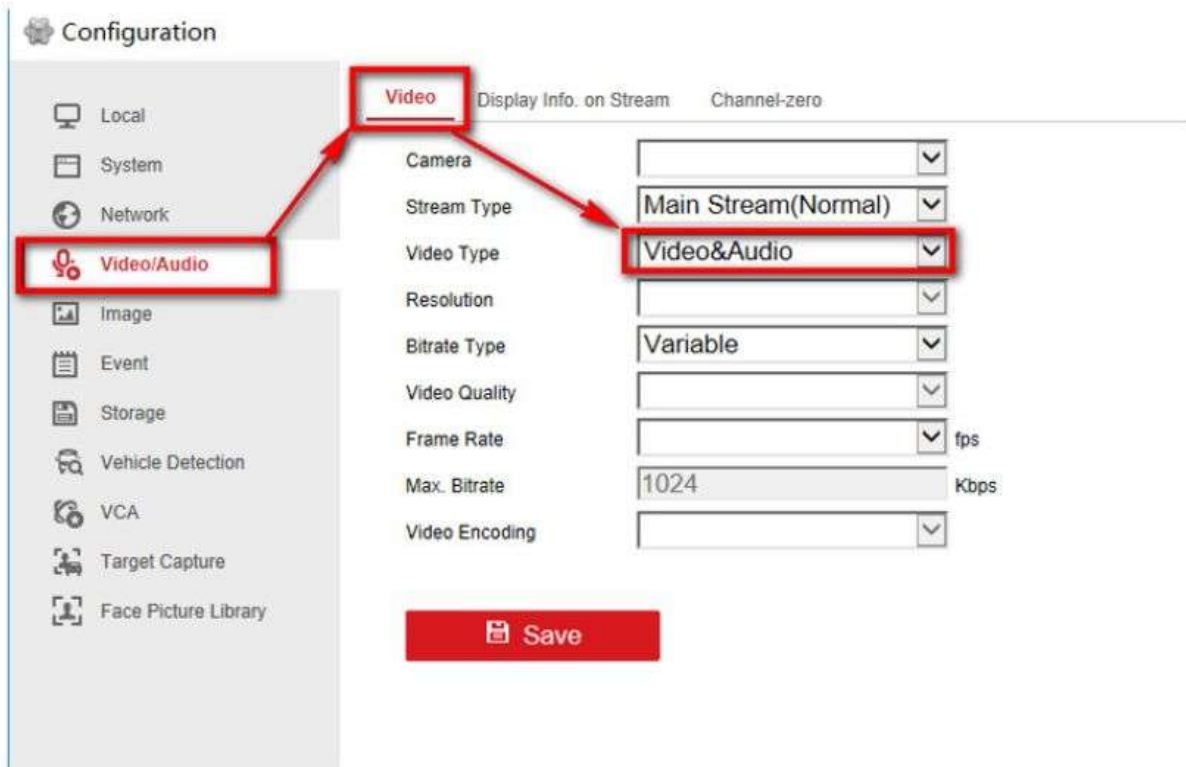 Configuration
Local
System
Network
Video/Audio
Image
Event
Storage
Vehicle Detection
VCA
Target Capture
Face Picture Library
Video Display Info. on Stream Channel-zero
Camera
Stream Type Main Stream(Normal)
Video Type Video&Audio
Resolution
Bitrate Type Variable
Video Quality
Frame Rate fps
Max. Bitrate 1024 Kbps
Video Encoding
Save